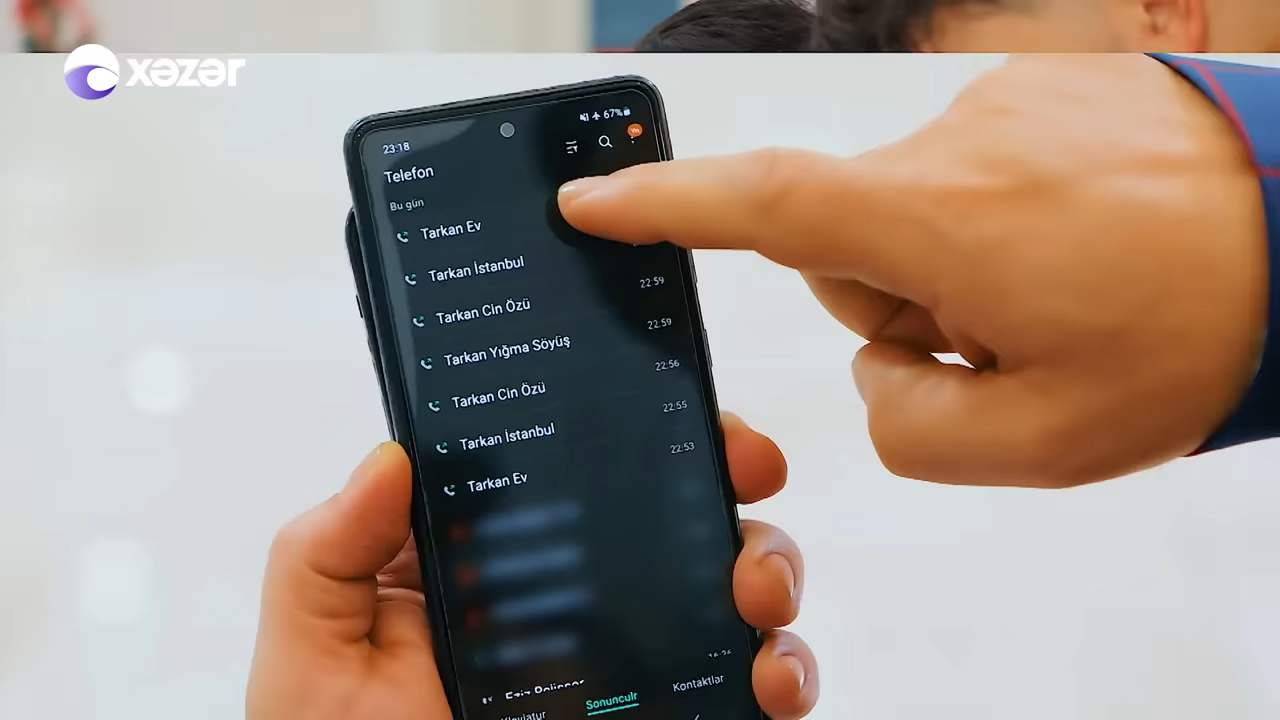 xəzər
23:18
67%
Telefon
Bu gün
Tarkan Ev
Tarkan İstanbul
22:59
Tarkan Cin Özü
22:59
Tarkan Yığma Söyüş
22:56
Tarkan Cin Özü
22:55
Tarkan İstanbul
22:53
Tarkan Ev
Sonunculr
Kontaktlar